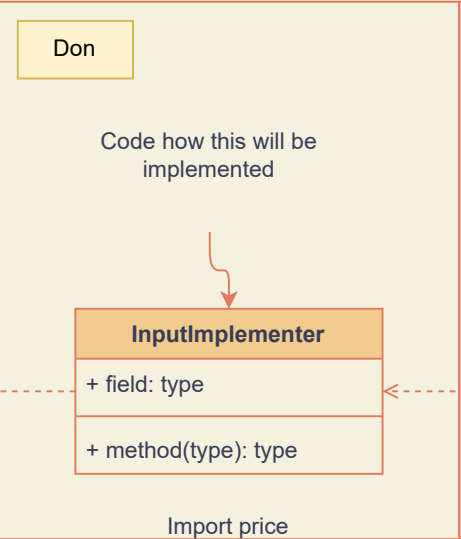 Don
Code how this will be
implemented
InputImplementer
+ field: type
+ method(type): type
Import price